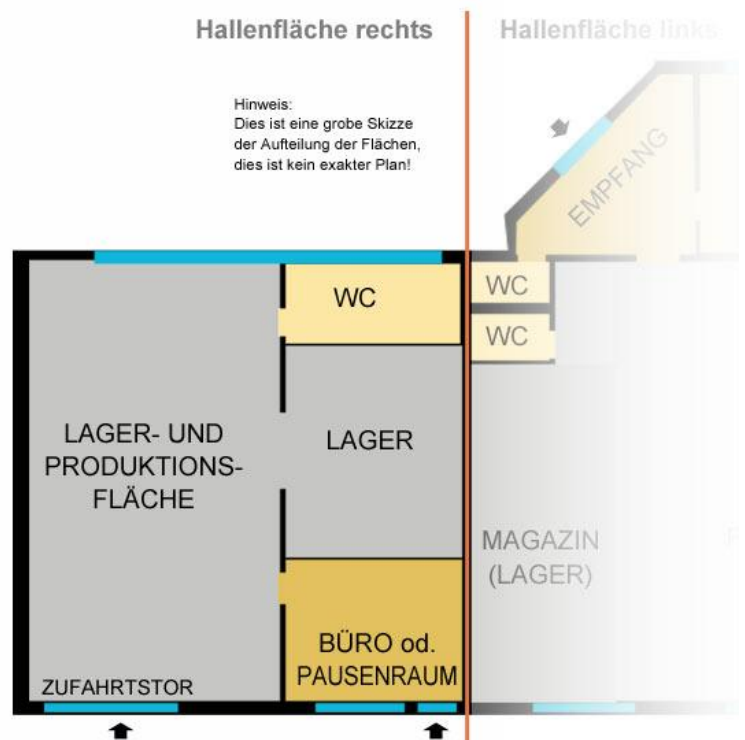 Hallenfläche rechts
Hallenfläche links
Hinweis:
Dies ist eine grobe Skizze
der Aufteilung der Flächen,
dies ist kein exakter Plan!
EMPFANG
WC
WC
WC
LAGER- UND
PRODUKTIONS-
FLÄCHE
LAGER
MAGAZIN
(LAGER)
BÜRO od.
PAUSENRAUM
ZUFAHRTSTOR